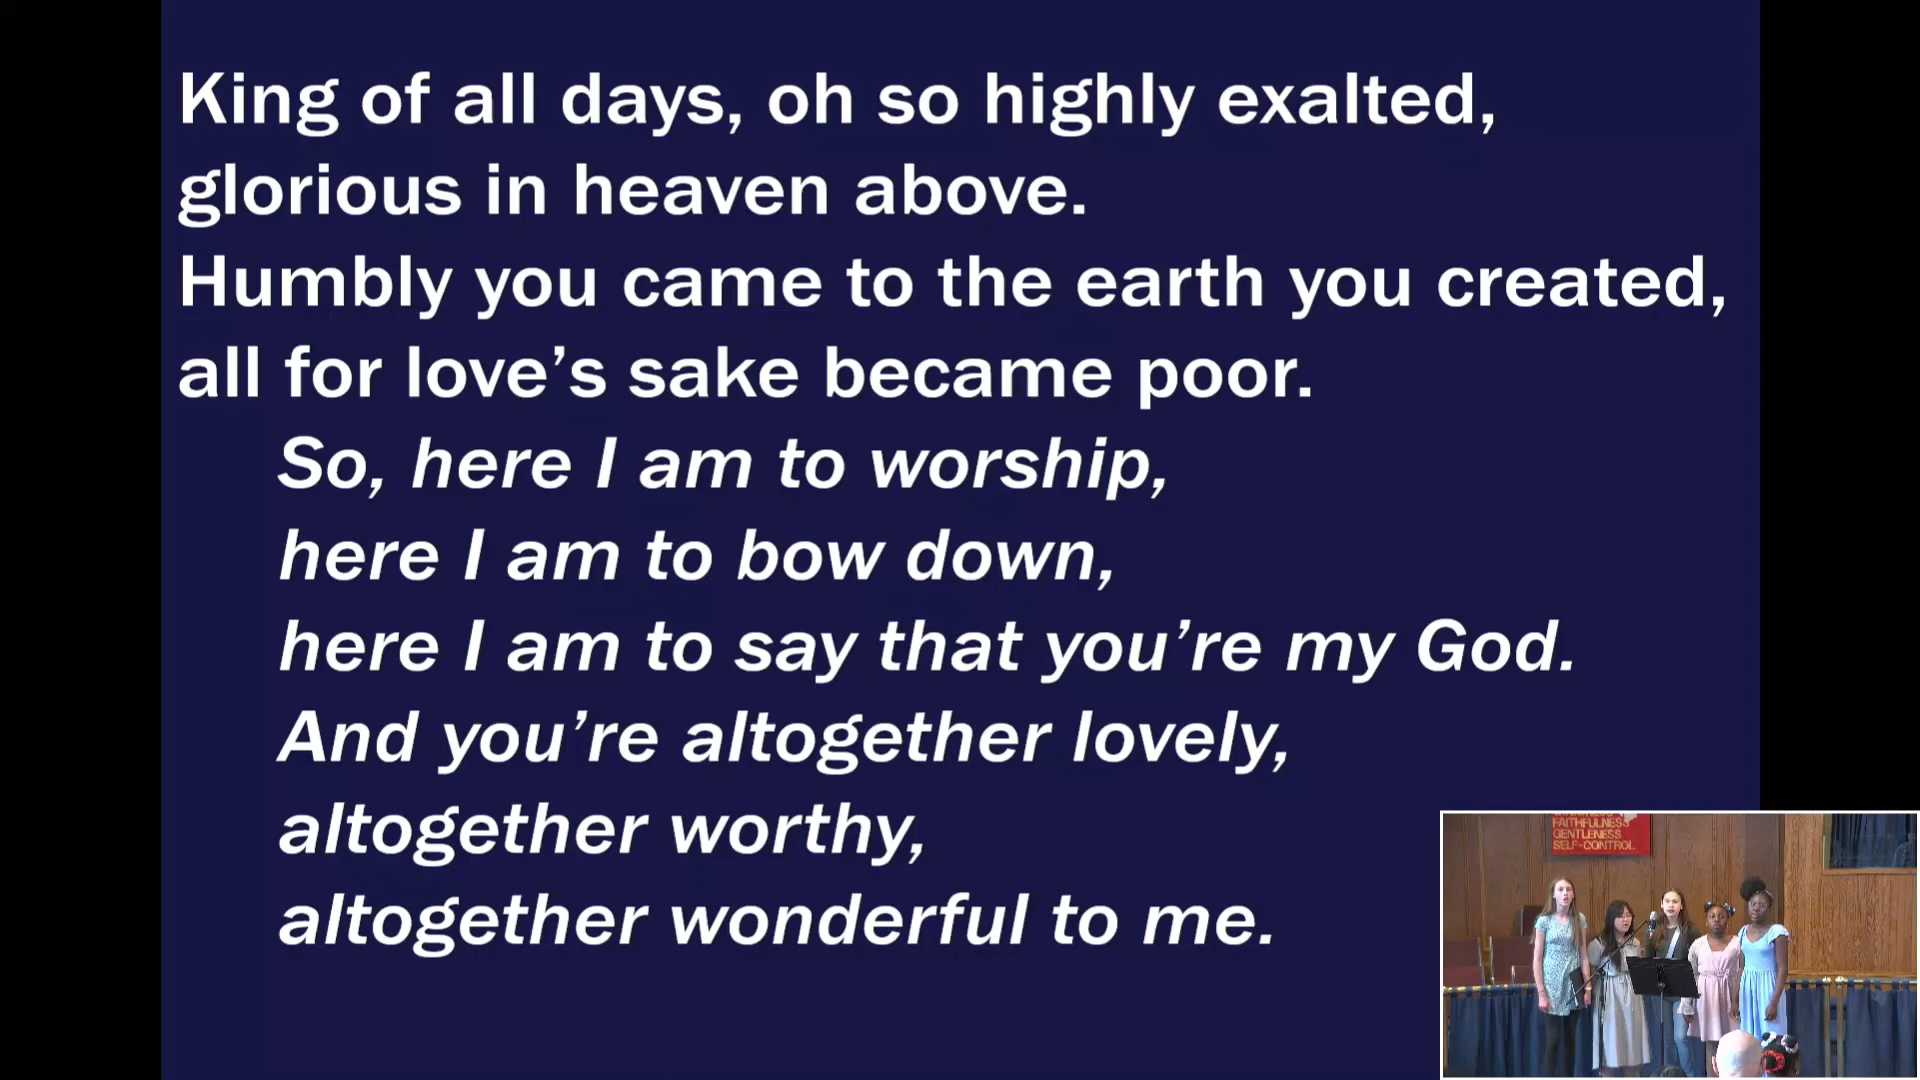 King of all days, oh so highly exalted,
glorious in heaven above.
Humbly you came to the earth you created,
all for love’s sake became poor.
So, here I am to worship,
here I am to bow down,
here I am to say that you’re my God.
And you’re altogether lovely,
altogether worthy,
altogether wonderful to me.
FAITHFULNESS
GENTLENESS
SELF-CONTROL